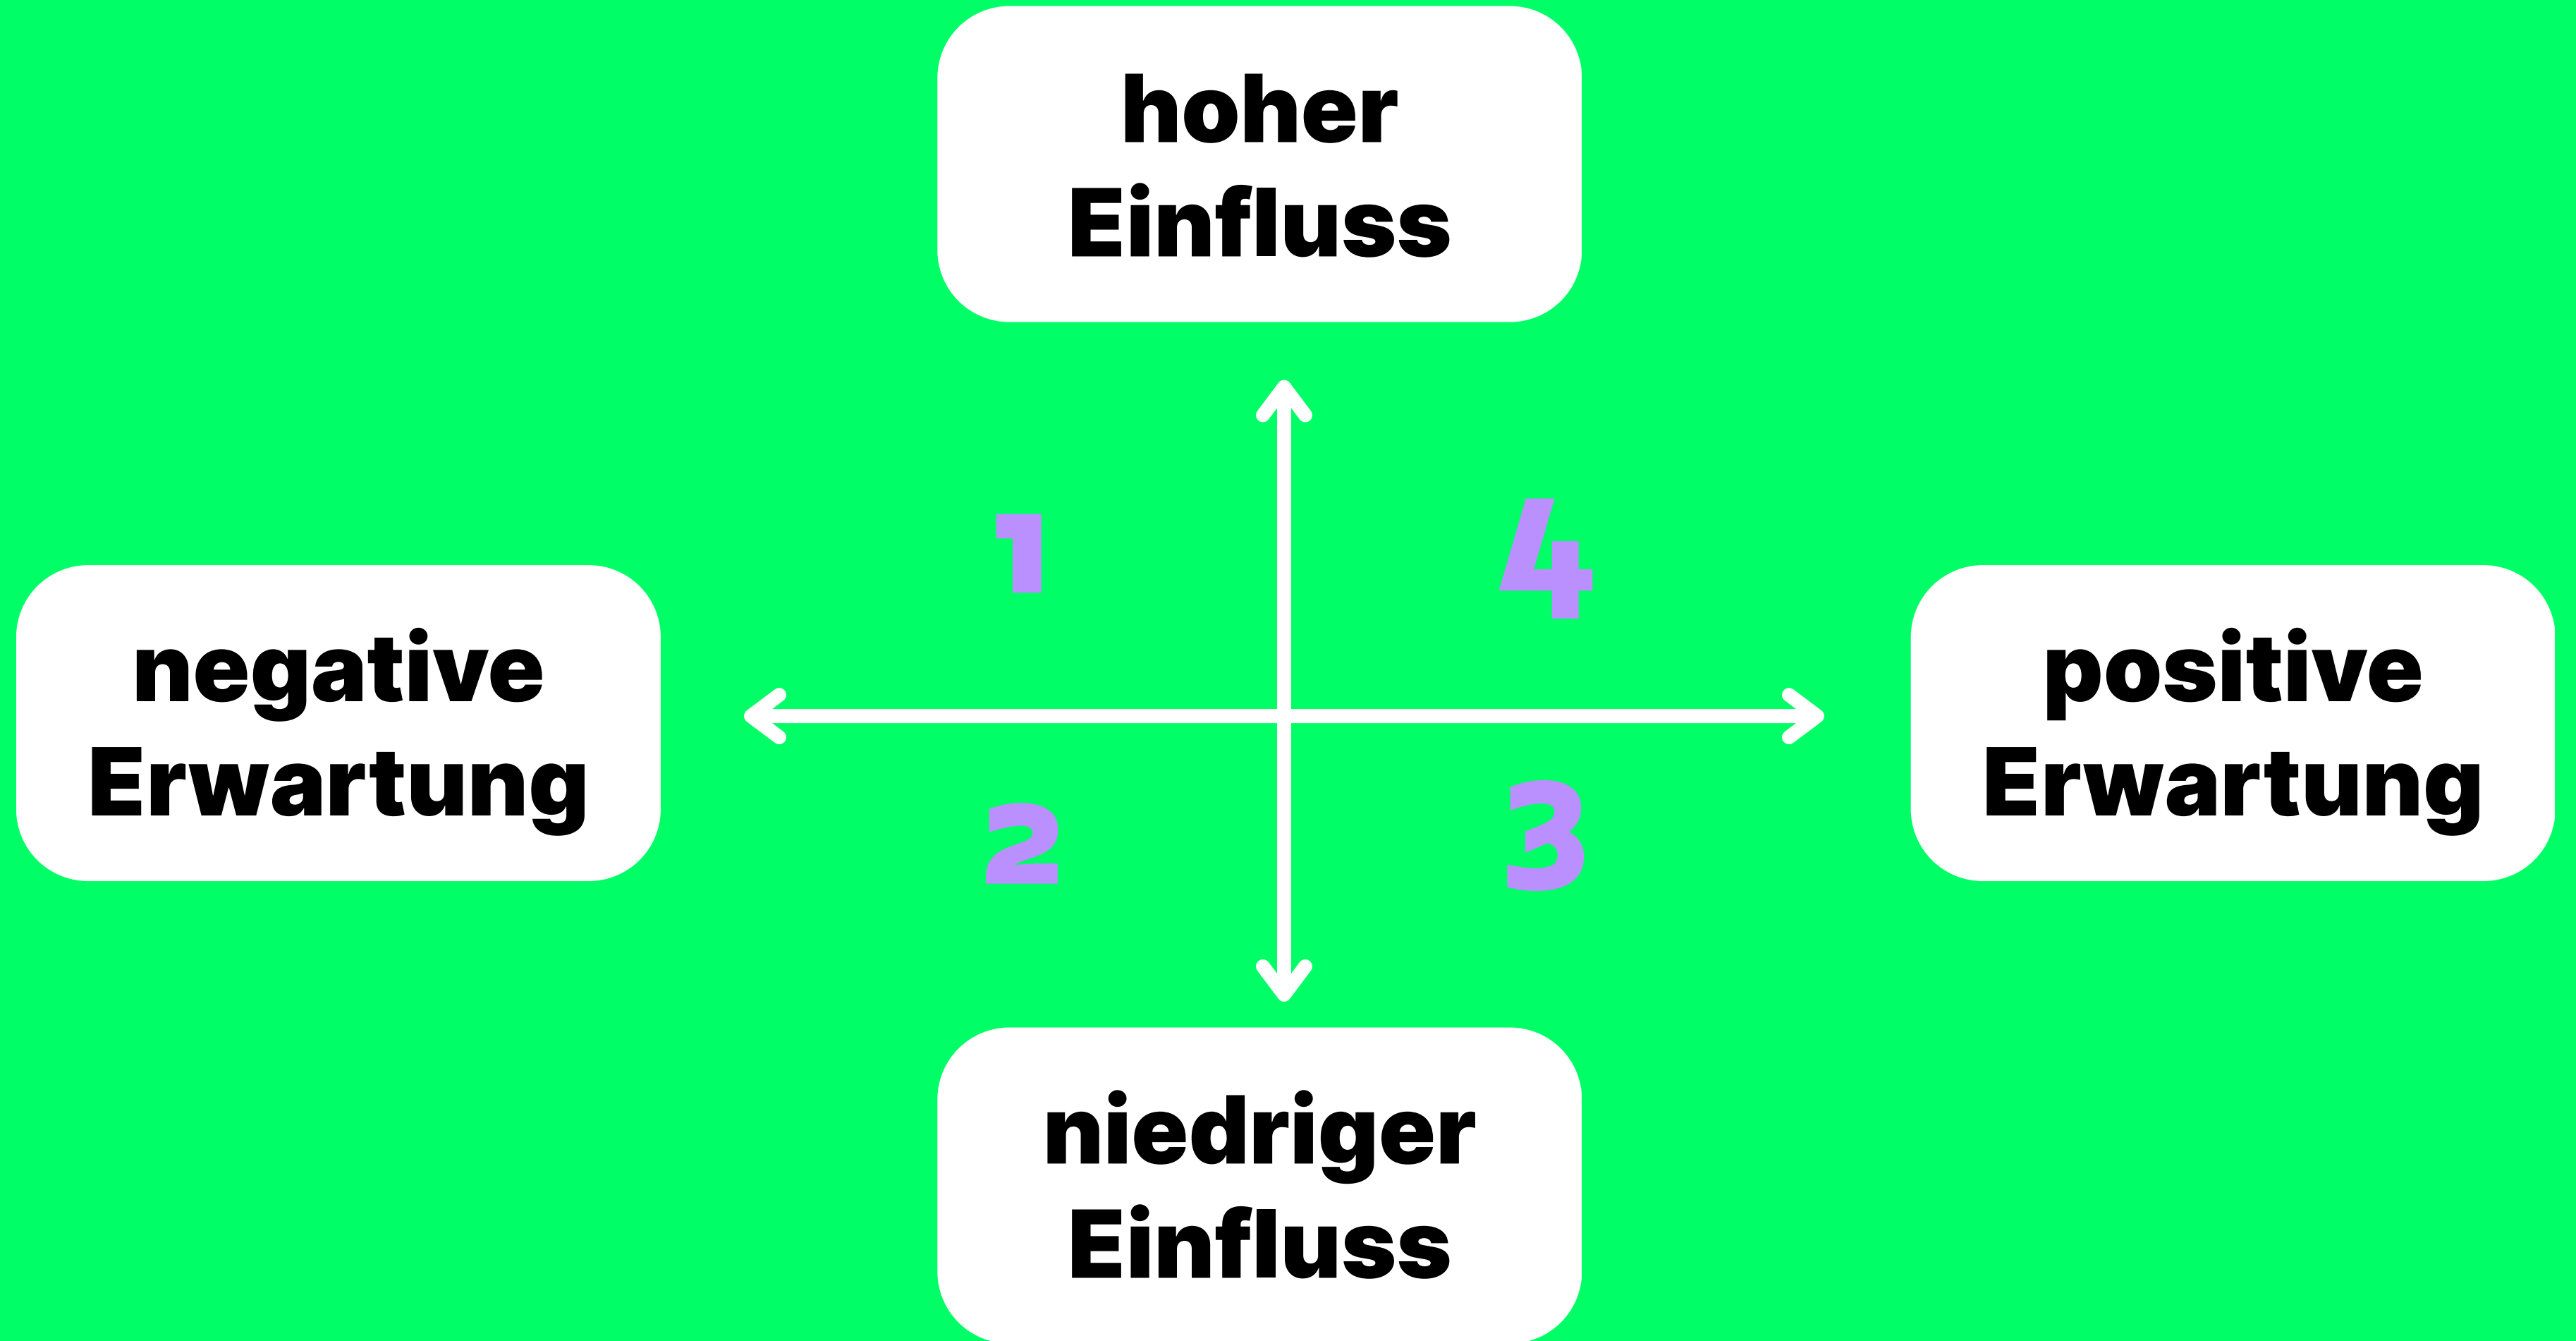 hoher
Einfluss
1
4
negative
Erwartung
positive
Erwartung
2
3
niedriger
Einfluss